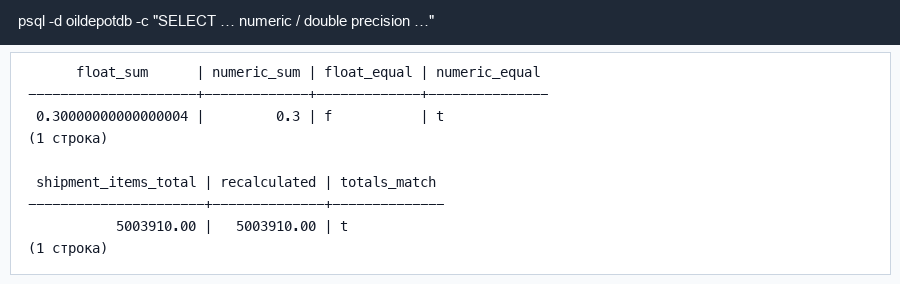 psql -d oildepotdb -c "SELECT … numeric / double precision …"
float_sum | numeric_sum | float_equal | numeric_equal
—————————————————————+—————————————+—————————————+———————————————
0.30000000000000004 | 0.3 | f | t
(1 строка)
shipment_items_total | recalculated | totals_match
——————————————————————+——————————————+——————————————
5003910.00 | 5003910.00 | t
(1 строка)